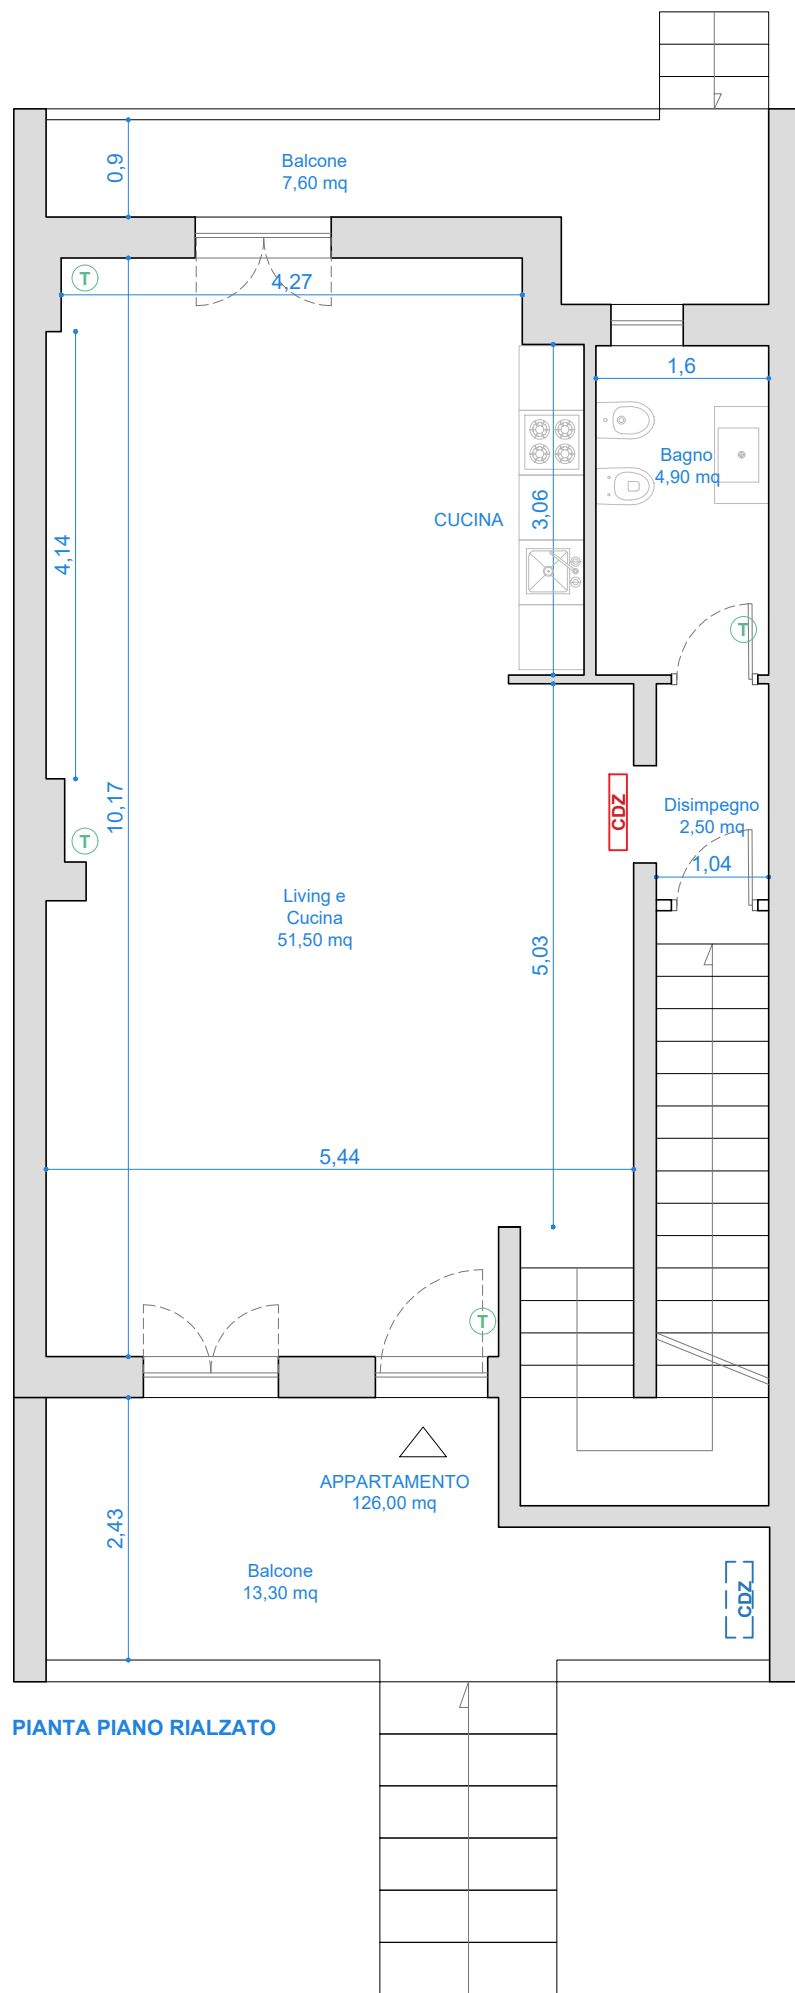 0,9
Balcone
7,60 mq
T
4,27
1,6
Bagno
4,90 mq
CUCINA
3,06
4,14
T
10,17
CDZ
Disimpegno
2,50 mq
T
1,04
Living e
Cucina
51,50 mq
5,03
5,44
T
APPARTAMENTO
126,00 mq
2,43
Balcone
13,30 mq
CDZ
PIANTA PIANO RIALZATO